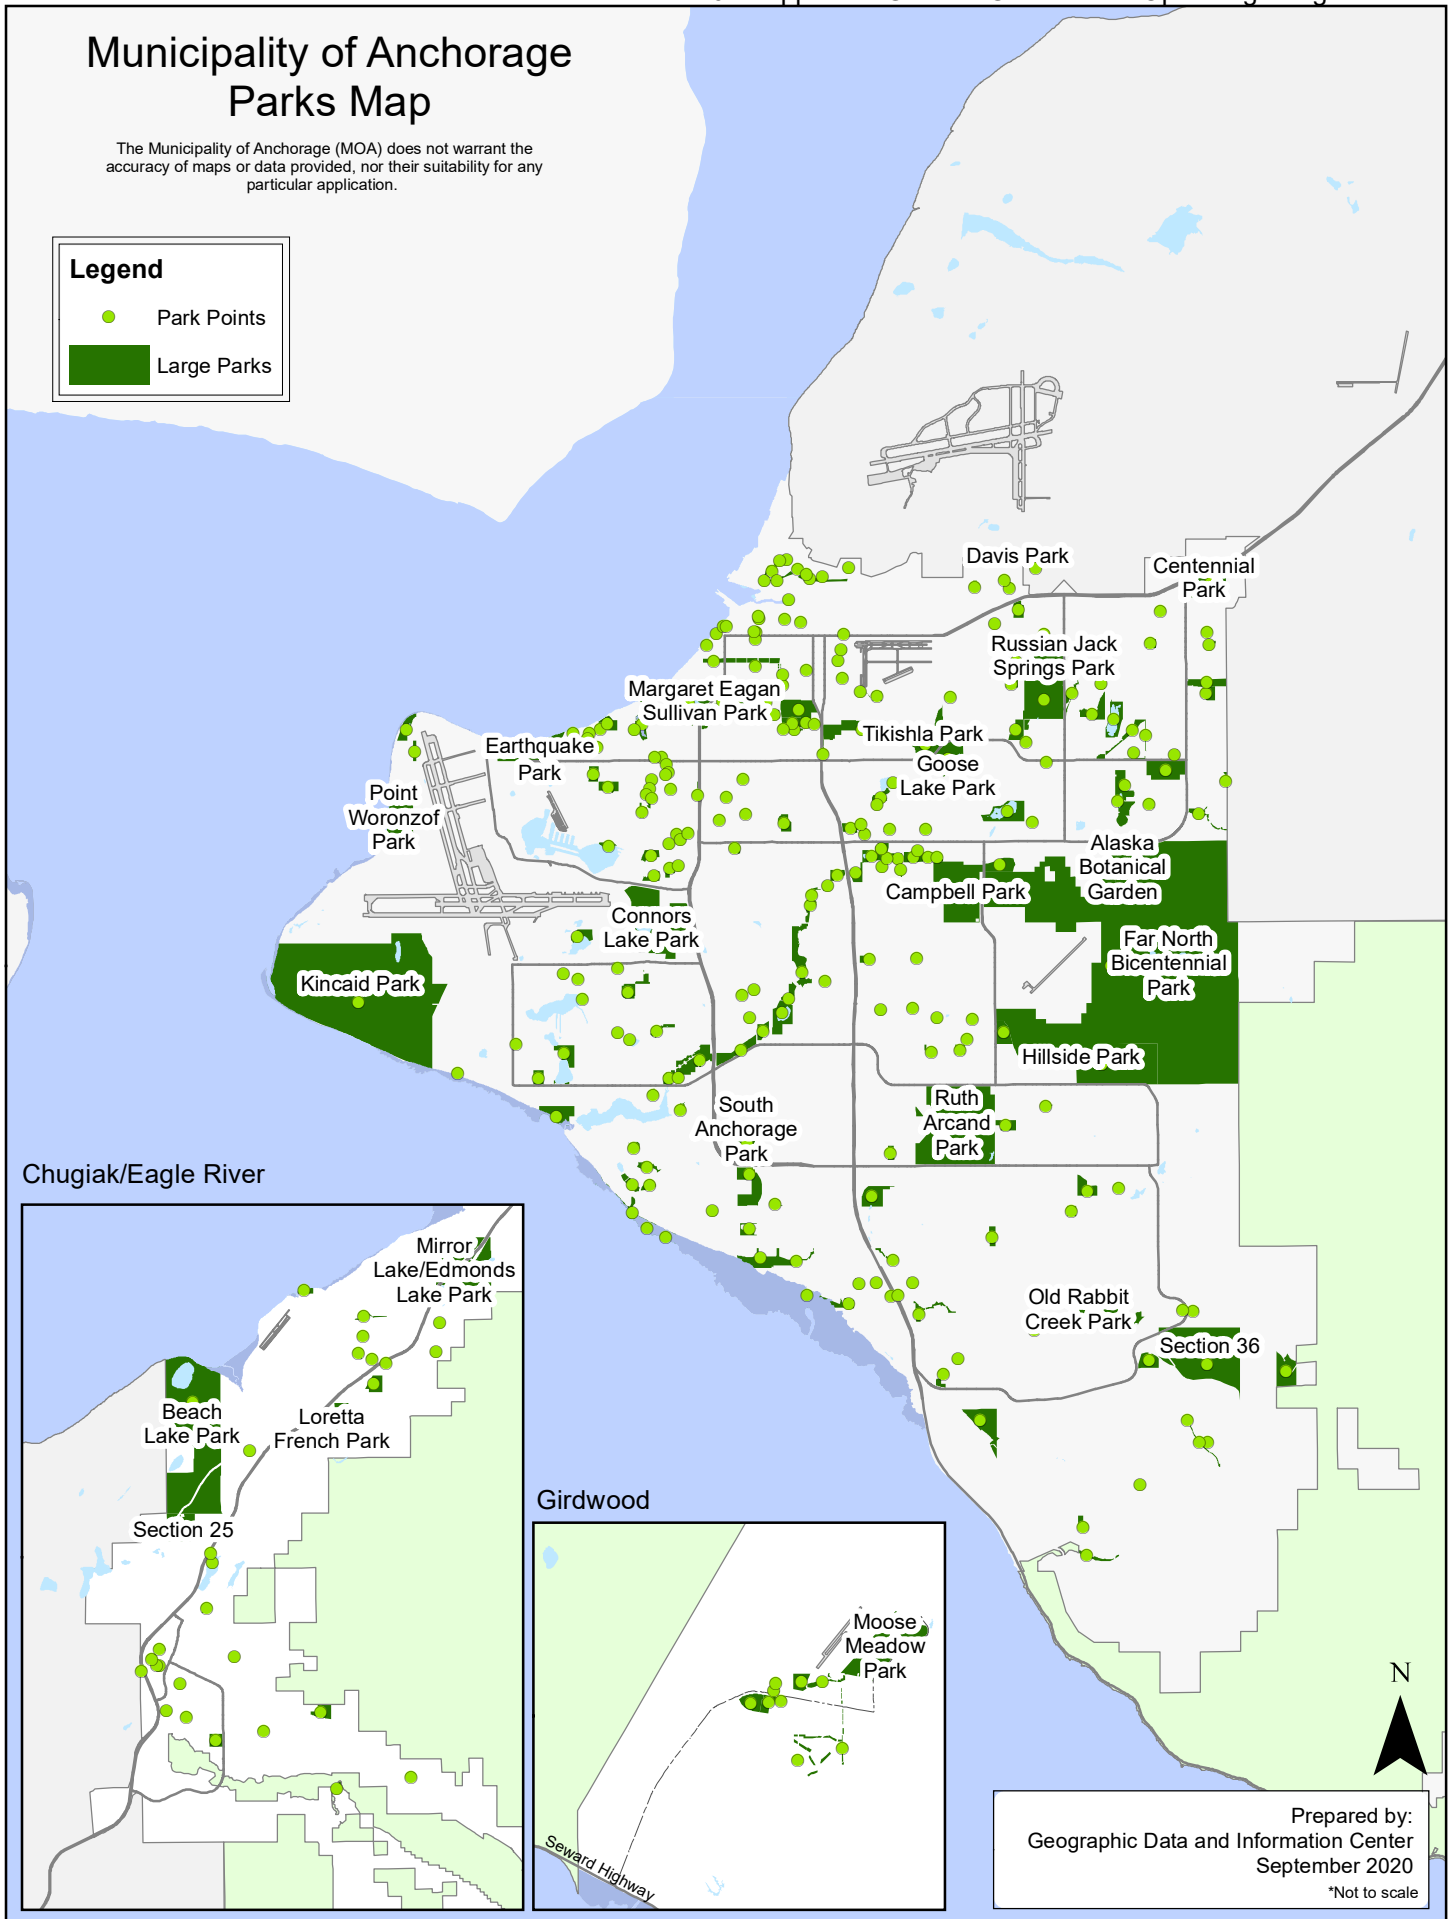 Municipality of Anchorage
Parks Map
The Municipality of Anchorage (MOA) does not warrant the
accuracy of maps or data provided, nor their suitability for any
particular application.
Legend
Park Points
Large Parks
Davis Park
Centennial
Park
Russian Jack
Springs Park
Margaret Eagan
Sullivan Park
Tikishla Park
Earthquake
Park
Goose
Lake Park
Point
Woronzof
Park
Alaska
Botanical
Garden
Campbell Park
Connors
Lake Park
Far North
Bicentennial
Park
Kincaid Park
Hillside Park
South
Anchorage
Park
Ruth
Arcand
Park
Old Rabbit
Creek Park
Section 36
Chugiak/Eagle River
Mirror
Lake/Edmonds
Lake Park
Beach
Lake Park
Loretta
French Park
Section 25
Girdwood
Moose
Meadow
Park
Seward Highway
N
Prepared by:
Geographic Data and Information Center
September 2020
*Not to scale